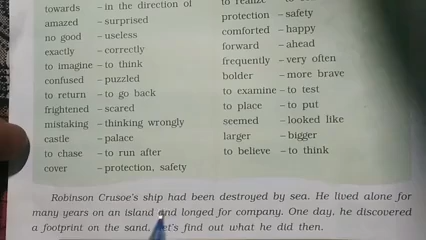 towards – in the direction of
amazed – surprised
no good – useless
exactly – correctly
to imagine – to think
confused – puzzled
to return – to go back
frightened – scared
mistaking – thinking wrongly
castle – palace
to chase – to run after
cover – protection, safety
to realize
protection – safety
comforted – happy
forward – ahead
frequently – very often
bolder – more brave
to examine – to test
to place – to put
seemed – looked like
larger – bigger
to believe – to think
Robinson Crusoe's ship had been destroyed by sea. He lived alone for
many years on an island and longed for company. One day, he discovered
a footprint on the sand. Let's find out what he did then.